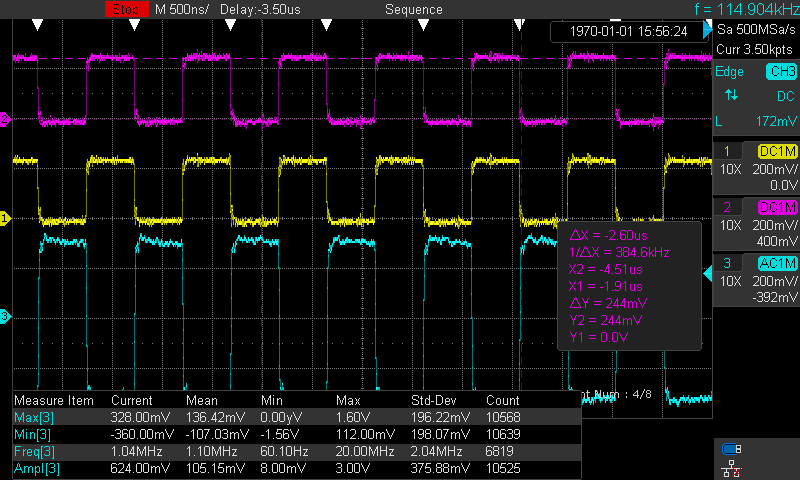 Stop M 500ns/ Delay:-3.50us Sequence f = 114.904kHz
1970-01-01 15:56:24
Sa 500MSa/s
Curr 3.50kpts
Edge CH3
DC
L 172mV
1 DC1M
10X 200mV/
0.0V
2 DC1M
10X 200mV/
400mV
3 AC1M
10X 200mV/
-392mV
2
1
3
ΔX = -2.60us
1/ΔX = 384.6kHz
X2 = -4.51us
X1 = -1.91us
ΔY = 244mV
Y2 = 244mV
Y1 = 0.0V
Num : 4/8
Measure Item Current Mean Min Max Std-Dev Count
Max[3] 328.00mV 136.42mV 0.00yV 1.60V 196.22mV 10568
Min[3] -360.00mV -107.03mV -1.56V 112.00mV 198.07mV 10639
Freq[3] 1.04MHz 1.10MHz 60.10Hz 20.00MHz 2.04MHz 6819
Ampl[3] 624.00mV 105.15mV 8.00mV 3.00V 375.88mV 10525